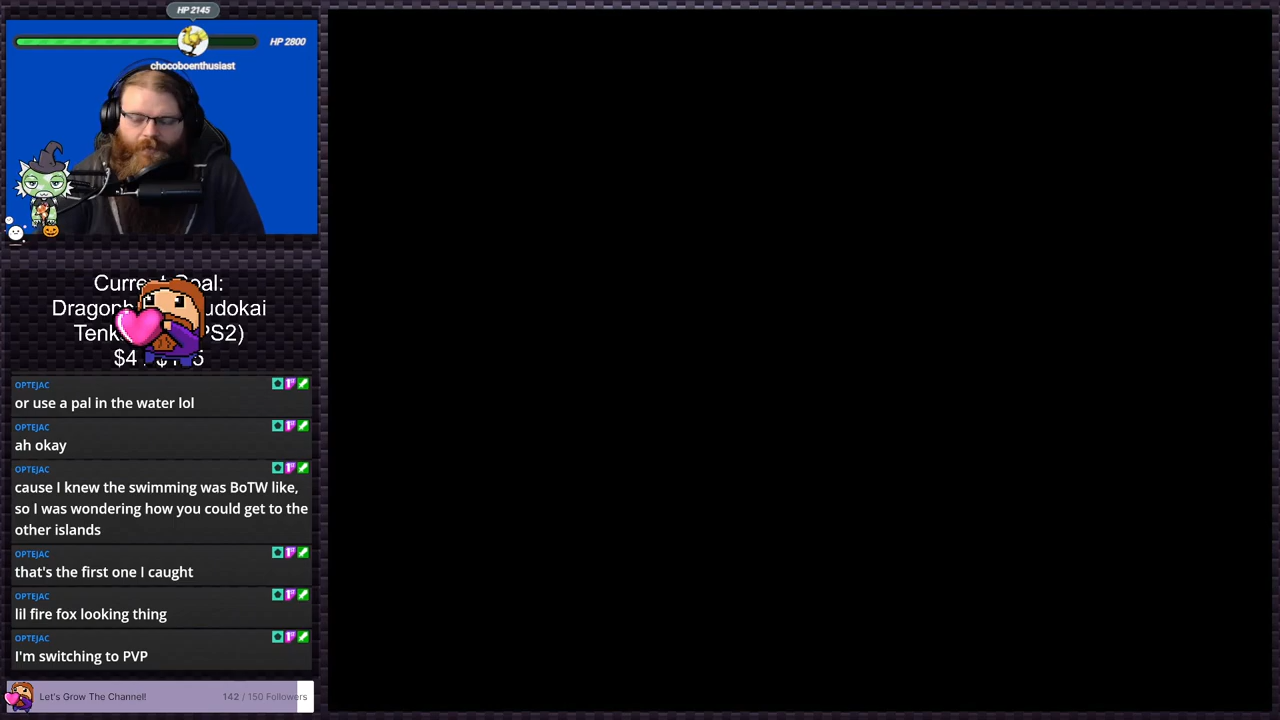 HP 2145
HP 2800
chocoboenthusiast
Goal:
Tenk
$4
OPTEJAC
or use a pal in the water lol
OPTEJAC
ah okay
OPTEJAC
cause I knew the swimming was BoTW like,
so I was wondering how you could get to the
other islands
OPTEJAC
that's the first one I caught
OPTEJAC
lil fire fox looking thing
OPTEJAC
I'm switching to PVP
Let's Grow The Channel!
142 / 150 Followers